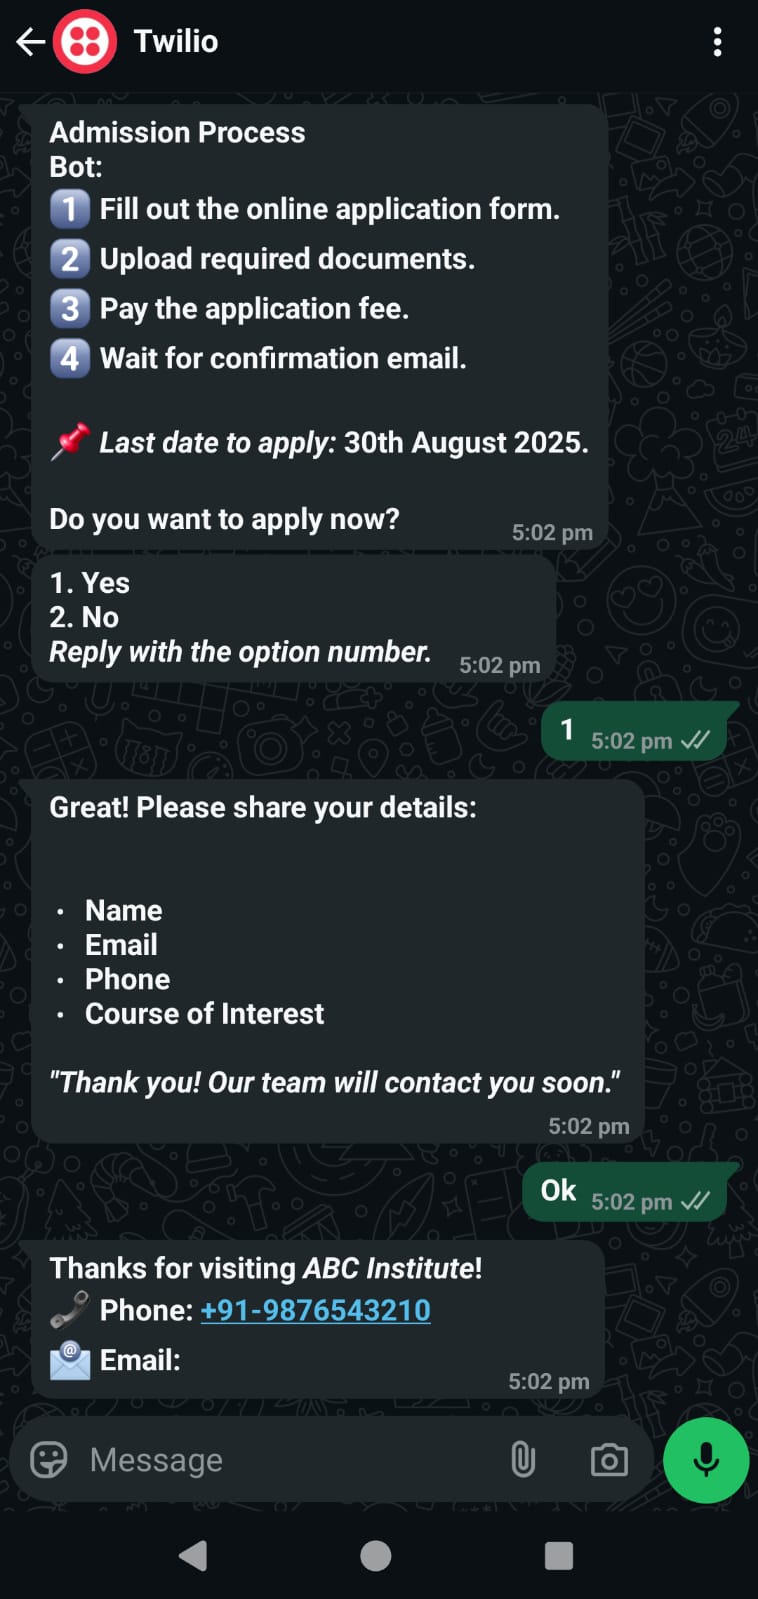 Twilio
Admission Process
Bot:
1️⃣ Fill out the online application form.
2️⃣ Upload required documents.
3️⃣ Pay the application fee.
4️⃣ Wait for confirmation email.
📌 Last date to apply: 30th August 2025.
Do you want to apply now?
5:02 pm
1. Yes
2. No
Reply with the option number.
5:02 pm
1 5:02 pm
Great! Please share your details:
• Name
• Email
• Phone
• Course of Interest
"Thank you! Our team will contact you soon."
5:02 pm
Ok 5:02 pm
Thanks for visiting ABC Institute!
📞 Phone: +91-9876543210
📧 Email:
5:02 pm
Message